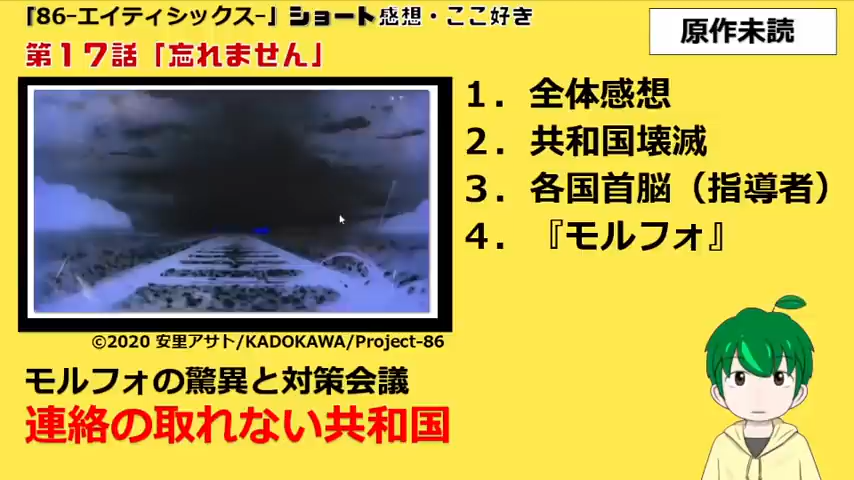 『86-エイティシックス-』ショート感想・ここ好き
第１７話「忘れません」
原作未読
１．全体感想
２．共和国壊滅
３．各国首脳（指導者）
４．『モルフォ』
©2020 安里アサト/KADOKAWA/Project-86
モルフォの驚異と対策会議
連絡の取れない共和国